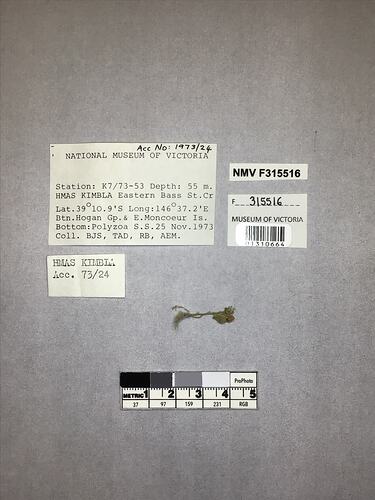 Acc No: 1973/24
NATIONAL MUSEUM OF VICTORIA
Station: K7/73-53 Depth: 55 m.
HMAS KIMBLA Eastern Bass St.Cr
Lat.39°10.9'S Long:146°37.2'E
Btn.Hogan Gp.& E.Moncoeur Is.
Bottom:Polyzoa S.S.25 Nov.1973
Coll. BJS, TAD, RB, AEM.
HMAS KIMBLA
Acc. 73/24
NMV F315516
F 315516
MUSEUM OF VICTORIA
01310664
ProPhoto
METRIC 1 2 3 4 5
37 97 159 231 RGB